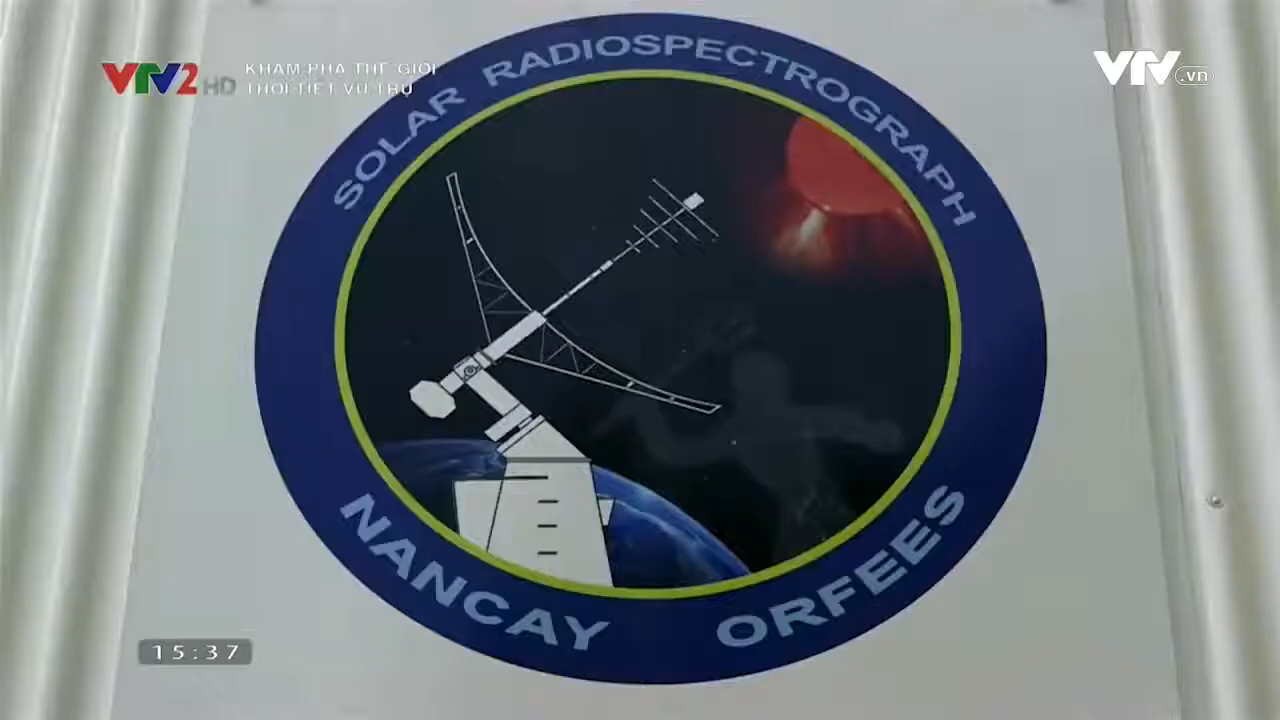 VTV2 HD
KHÁM PHÁ THẾ GIỚI
THỜI TIẾT VŨ TRỤ
VTV.vn
SOLAR RADIOSPECTROGRAPH
NANCAY ORFEES
15:37